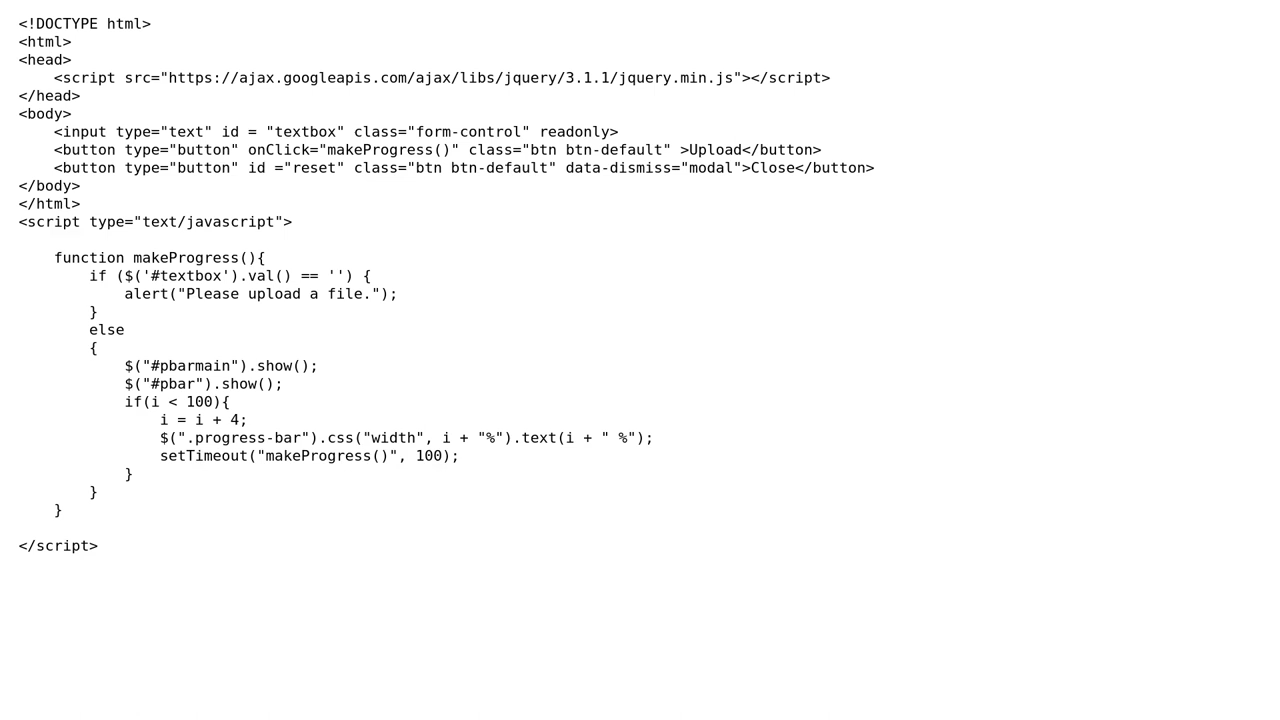 <!DOCTYPE html>
<html>
<head>
    <script src="https://ajax.googleapis.com/ajax/libs/jquery/3.1.1/jquery.min.js"></script>
</head>
<body>
    <input type="text" id = "textbox" class="form-control" readonly>
    <button type="button" onClick="makeProgress()" class="btn btn-default" >Upload</button>
    <button type="button" id ="reset" class="btn btn-default" data-dismiss="modal">Close</button>
</body>
</html>
<script type="text/javascript">

    function makeProgress(){
        if ($('#textbox').val() == '') {
            alert("Please upload a file.");
        }
        else
        {
            $("#pbarmain").show();
            $("#pbar").show();
            if(i < 100){
                i = i + 4;
                $(".progress-bar").css("width", i + "%").text(i + " %");
                setTimeout("makeProgress()", 100);
            }
        }
    }

</script>